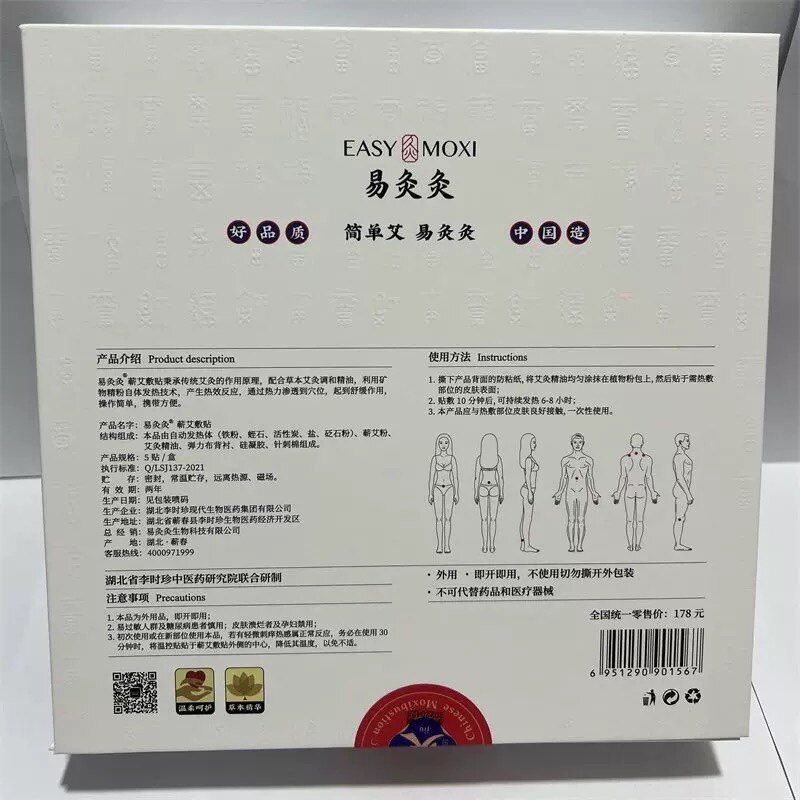 EASY MOXI
易灸灸
好品质 简单艾 易灸灸 中国造
产品介绍 Product description
易灸灸®蕲艾敷贴秉承传统艾灸的作用原理，配合草本艾灸调和精油，利用矿
物精粉自体发热技术，产生热敷反应，通过热力渗透到穴位，起到舒缓作用，
操作简单，携带方便。
产品名字：易灸灸®蕲艾敷贴
结构组成：本品由自动发热体（铁粉、蛭石、活性炭、盐、砭石粉）、蕲艾粉、
艾灸精油、弹力布背衬、硅凝胶、针刺棉组成。
产品规格：5 贴 / 盒
执行标准：Q/LSJ137-2021
贮 存：密封，常温贮存，远离热源、磁场。
有 效 期：两年
生产日期：见包装喷码
生产企业：湖北李时珍现代生物医药集团有限公司
生产地址：湖北省蕲春县李时珍生物医药经济开发区
总 经 销：易灸灸生物科技有限公司
产 地：湖北·蕲春
客服热线：4000971999
湖北省李时珍中医药研究院联合研制
注意事项 Precautions
1. 本品为外用品，即开即用；
2. 易过敏人群及糖尿病患者慎用；皮肤溃烂者及孕妇禁用；
3. 初次使用或在新部位使用本品，若有轻微刺痒热感属正常反应，务必在使用 30
分钟时，将温控贴贴于蕲艾敷贴外侧的中心，降低其温度，以免不适。
温柔呵护 草本精华
使用方法 Instructions
1. 撕下产品背面的防粘纸，将艾灸精油均匀涂抹在植物粉包上，然后贴于需热敷
部位的皮肤表面；
2. 贴敷 10 分钟后，可持续发热 6-8 小时；
3. 本产品应与热敷部位皮肤良好接触，一次性使用。
· 外用 · 即开即用，不使用切勿撕开外包装
· 不可代替药品和医疗器械
全国统一零售价：178 元
6 951290 901567
Chinese Moxibustion
jiu